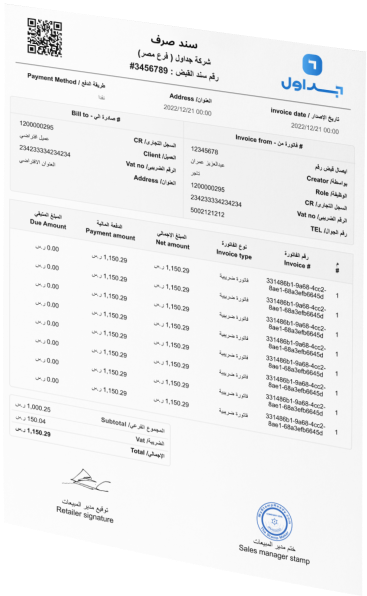 سند صرف
شركة جداول ( فرع مصر)
رقم سند القبض : 3456789#
جداول
تاريخ الإصدار / invoice date
2022/12/21 00:00
العنوان/ Address
2022/12/21 00:00
طريقة الدفع / Payment Method
نقدا
# فاتورة من - Invoice from
ايصال قبض رقم 12345678
بواسطة/ Creator عبدالعزيز عمران
الوظيفة/ Role تاجر
السجل التجاري/ CR 1200000295
الرقم الضريبي/ Vat no 234233334234234
رقم الجوال/ TEL 5002121212
# صادرة الي - Bill to
السجل التجاري/ CR 1200000295
العميل/ Client عميل افتراضي
الرقم الضريبي/ Vat no 234233334234234
العنوان/ Address العنوان الافتراضي
م رقم الفاتورة نوع الفاتورة المبلغ الإجمالي الدفعة الحالية المبلغ المتبقي
# Invoice # Invoice type Net amount Payment amount Due Amount
1 331486b1-9a68-4cc2-8ae1-68a3efb6645d فاتورة ضريبية 1,150.29 ر.س 1,150.29 ر.س 0.00 ر.س
1 331486b1-9a68-4cc2-8ae1-68a3efb6645d فاتورة ضريبية 1,150.29 ر.س 1,150.29 ر.س 0.00 ر.س
1 331486b1-9a68-4cc2-8ae1-68a3efb6645d فاتورة ضريبية 1,150.29 ر.س 1,150.29 ر.س 0.00 ر.س
1 331486b1-9a68-4cc2-8ae1-68a3efb6645d فاتورة ضريبية 1,150.29 ر.س 1,150.29 ر.س 0.00 ر.س
1 331486b1-9a68-4cc2-8ae1-68a3efb6645d فاتورة ضريبية 1,150.29 ر.س 1,150.29 ر.س 0.00 ر.س
1 331486b1-9a68-4cc2-8ae1-68a3efb6645d فاتورة ضريبية 1,150.29 ر.س 1,150.29 ر.س 0.00 ر.س
1 331486b1-9a68-4cc2-8ae1-68a3efb6645d فاتورة ضريبية 1,150.29 ر.س 1,150.29 ر.س 0.00 ر.س
المجموع الفرعي/ Subtotal 1,000.25 ر.س
الضريبة/ Vat 150.04 ر.س
الإجمالي/ Total 1,150.29 ر.س
توقيع مدير المبيعات
Retailer signature
ختم مدير المبيعات
Sales manager stamp